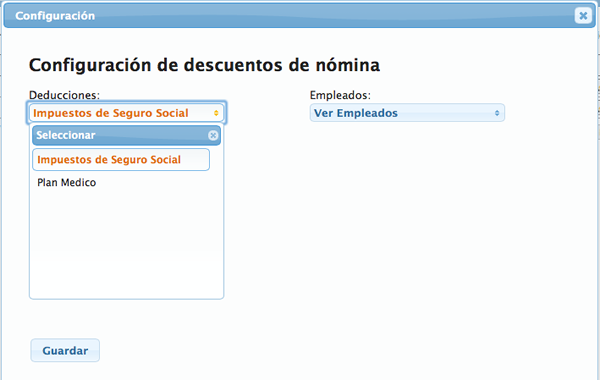 Configuración
Configuración de descuentos de nómina
Deducciones:
Impuestos de Seguro Social
Seleccionar
Impuestos de Seguro Social
Plan Medico
Empleados:
Ver Empleados
Guardar